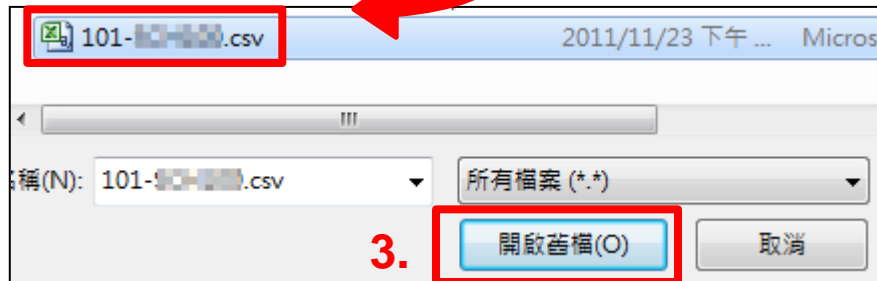 101- .csv 2011/11/23 下午 ... Micros
稱(N): 101- .csv 所有檔案 (*.*)
3. 開啟舊檔(O) 取消